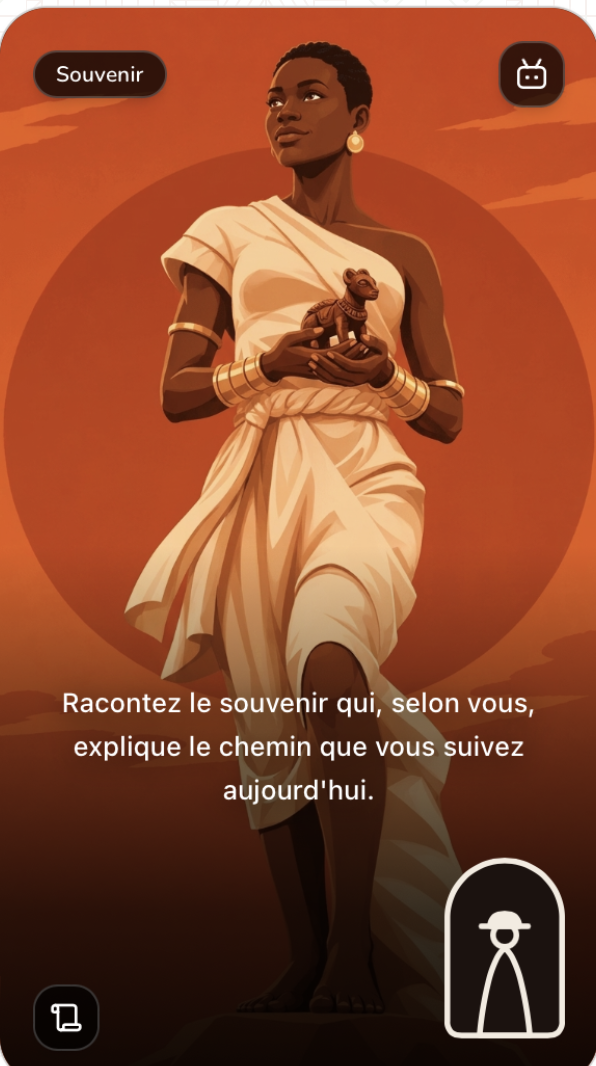 Souvenir
Racontez le souvenir qui, selon vous,
explique le chemin que vous suivez
aujourd'hui.